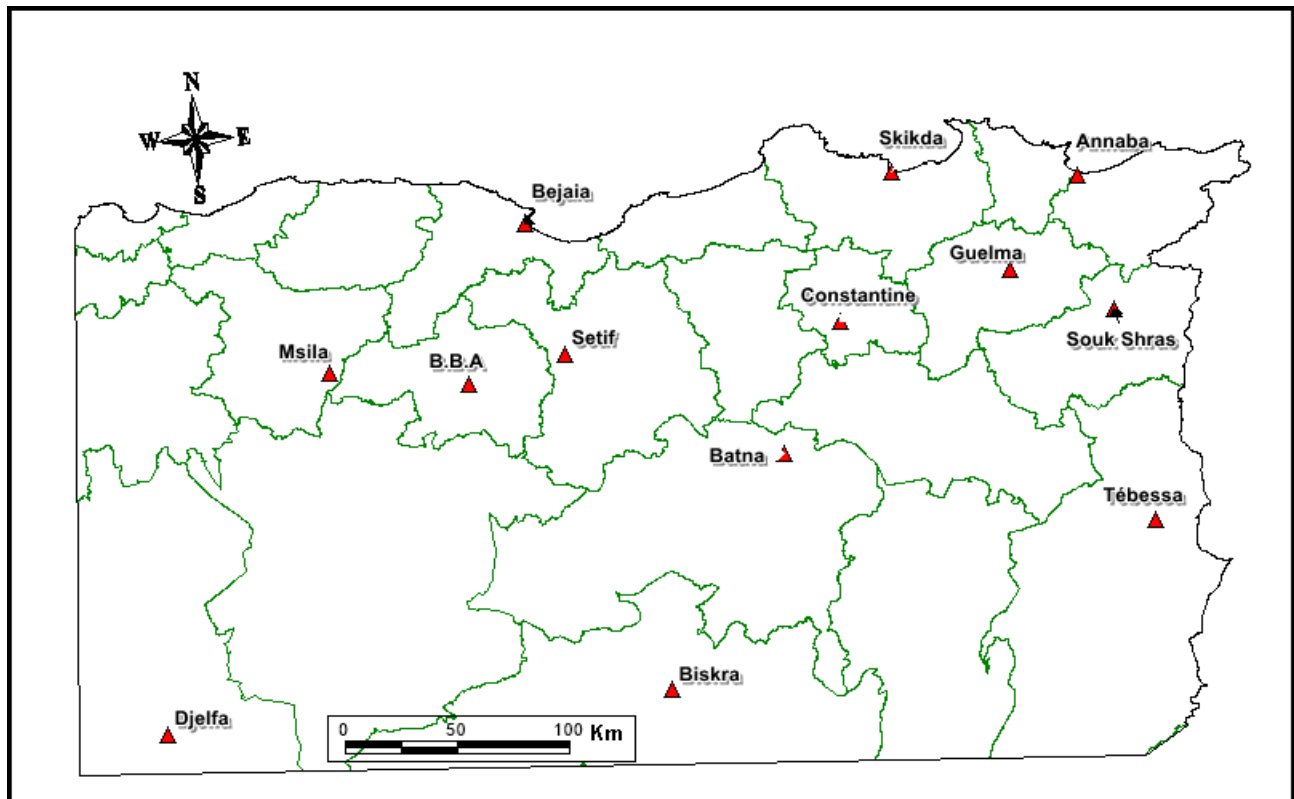 N
W E
S
Skikda
Annaba
Bejaia
Guelma
Constantine
Souk Shras
Setif
Msila
B.B.A
Batna
Tébessa
Biskra
Djelfa
0 50 100 Km